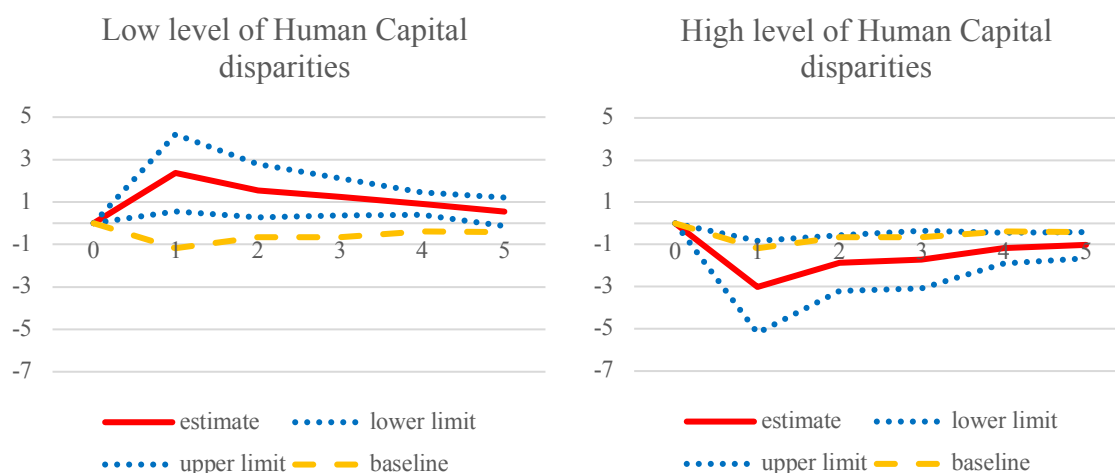 Low level of Human Capital
disparities
5
3
1
-1
-3
-5
-7
0 1 2 3 4 5
estimate lower limit
upper limit baseline
High level of Human Capital
disparities
5
3
1
-1
-3
-5
-7
0 1 2 3 4 5
estimate lower limit
upper limit baseline